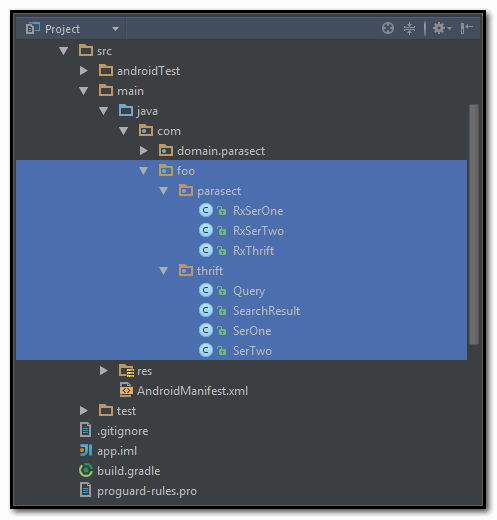 Project
src
androidTest
main
java
com
domain.parasect
foo
parasect
RxSerOne
RxSerTwo
RxThrift
thrift
Query
SearchResult
SerOne
SerTwo
res
AndroidManifest.xml
test
.gitignore
app.iml
build.gradle
proguard-rules.pro